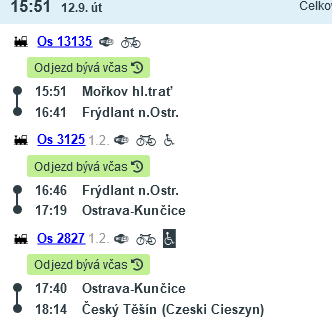 15:51 12.9. út
Os 13135
Odjezd bývá včas
15:51 Mořkov hl.trať
16:41 Frýdlant n.Ostr.
Os 3125 1.2.
Odjezd bývá včas
16:46 Frýdlant n.Ostr.
17:19 Ostrava-Kunčice
Os 2827 1.2.
Odjezd bývá včas
17:40 Ostrava-Kunčice
18:14 Český Těšín (Czeski Cieszyn)